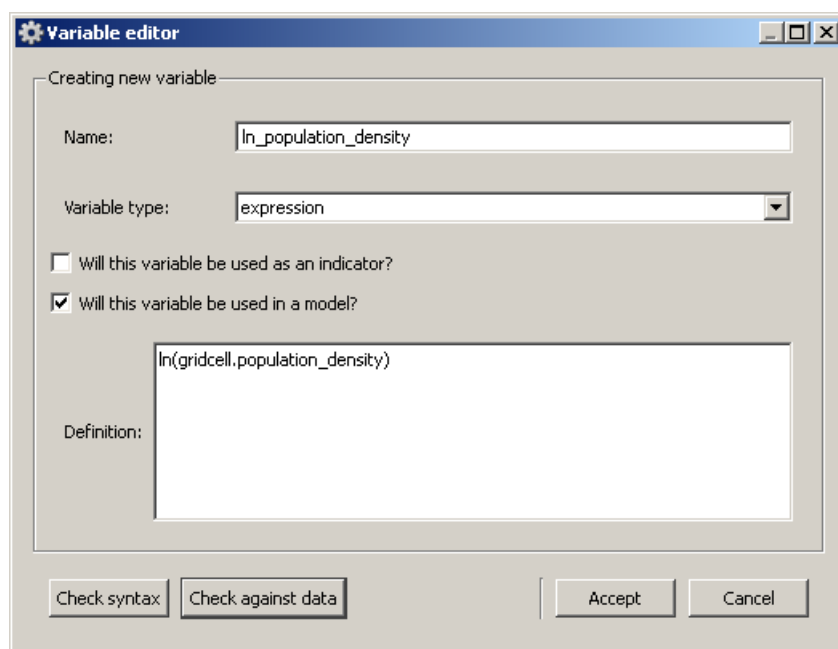 Variable editor
Creating new variable
Name: ln_population_density
Variable type: expression
Will this variable be used as an indicator?
Will this variable be used in a model?
ln(gridcell.population_density)
Definition:
Check syntax Check against data Accept Cancel